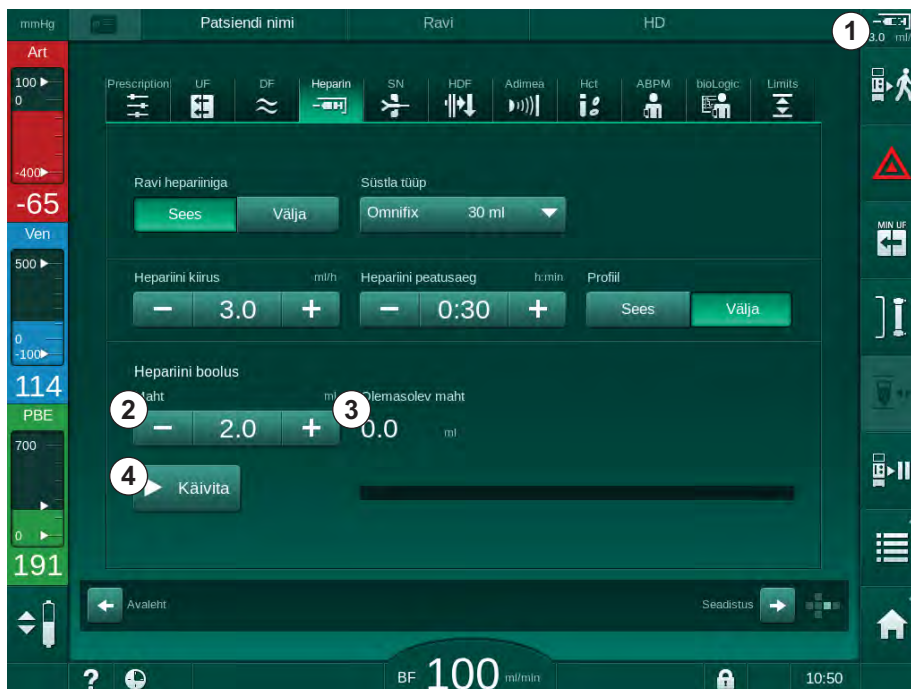 mmHg Patsiendi nimi Ravi HD 1
3.0 ml/
Art
100
0
-400
-65
Ven
500
0
-100
114
PBE
700
0
191
Prescription UF DF Heparin SN HDF Adimea Hct ABPM bioLogic Limits
Ravi hepariiniga Süstla tüüp
Sees Välja Omnifix 30 ml
Hepariini kiirus ml/h Hepariini peatusaeg h:min Profiil
− 3.0 + − 0:30 + Sees Välja
Hepariini boolus
2 ml 3 Olemasolev maht
− 2.0 + 0.0 ml
4 Käivita
MIN UF
Avaleht Seadistus
? BF 100 ml/min 10:50